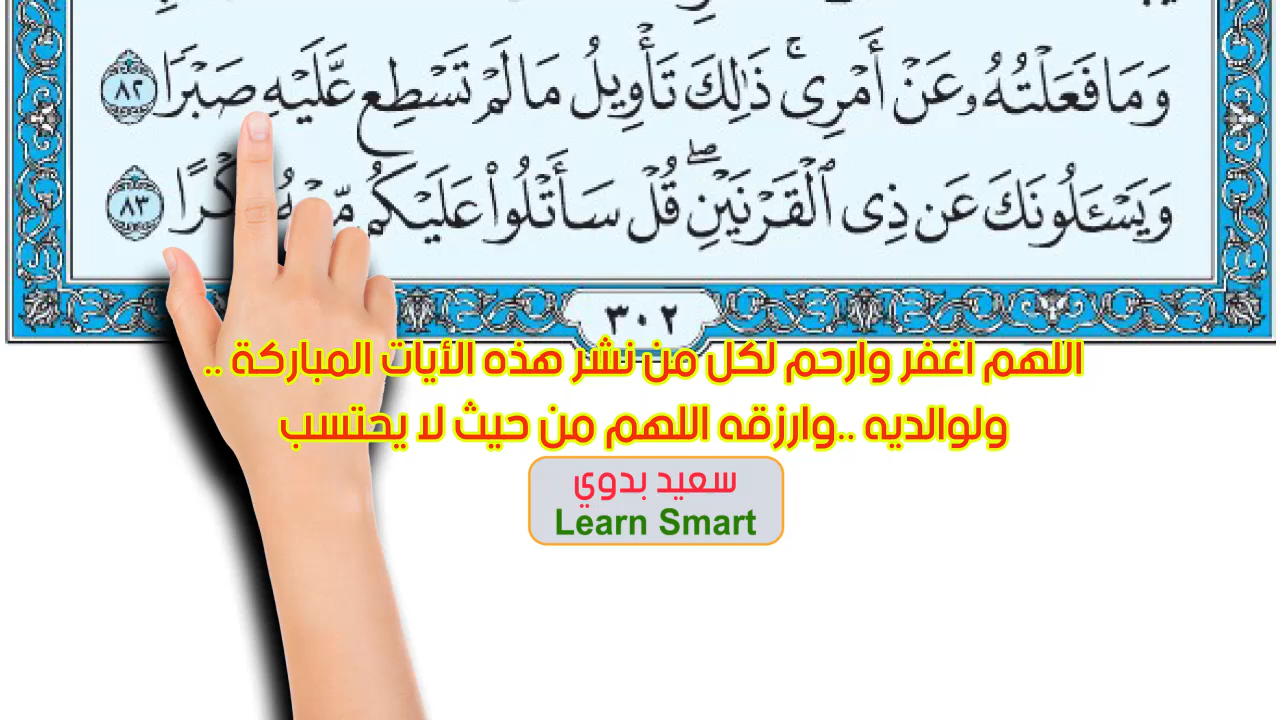 وَمَا فَعَلْتُهُۥ عَنْ أَمْرِى ۚ ذَٰلِكَ تَأْوِيلُ مَا لَمْ تَسْطِع عَّلَيْهِ صَبْرًا ٨٢
وَيَسْـَٔلُونَكَ عَن ذِى ٱلْقَرْنَيْنِ ۖ قُلْ سَأَتْلُوا۟ عَلَيْكُم مِّنْهُ ذِكْرًا ٨٣
٣٠٢
اللهم اغفر وارحم لكل من نشر هذه الأيات المباركة ..
ولوالديه ..وارزقه اللهم من حيث لا يحتسب
سعيد بدوي
Learn Smart